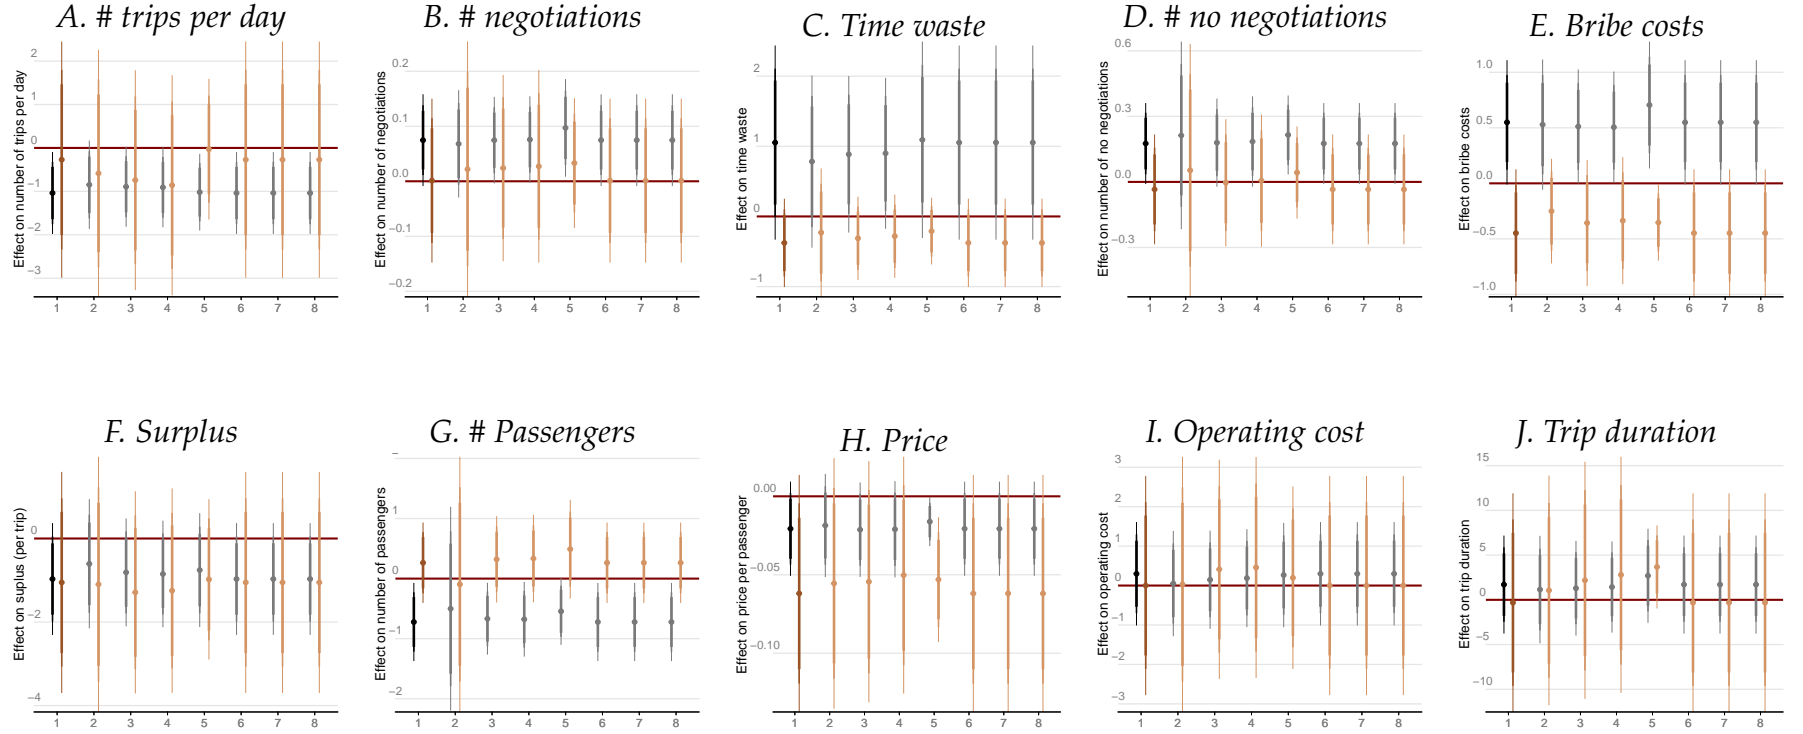 A. # trips per day
Effect on number of trips per day
2
1
0
−1
−2
−3
1 2 3 4 5 6 7 8
B. # negotiations
Effect on number of negotiations
0.2
0.1
0.0
−0.1
−0.2
1 2 3 4 5 6 7 8
C. Time waste
Effect on time waste
2
1
0
−1
1 2 3 4 5 6 7 8
D. # no negotiations
Effect on number of no negotiations
0.6
0.3
0.0
−0.3
1 2 3 4 5 6 7 8
E. Bribe costs
Effect on bribe costs
1.0
0.5
0.0
−0.5
−1.0
1 2 3 4 5 6 7 8
F. Surplus
Effect on suplus (per trip)
0
−2
−4
1 2 3 4 5 6 7 8
G. # Passengers
Effect on number of passengers
1
0
−1
−2
1 2 3 4 5 6 7 8
H. Price
Effect on price per passenger
0.00
−0.05
−0.10
1 2 3 4 5 6 7 8
I. Operating cost
Effect on operating cost
3
2
1
0
−1
−2
−3
1 2 3 4 5 6 7 8
J. Trip duration
Effect on trip duration
15
10
5
0
−5
−10
1 2 3 4 5 6 7 8